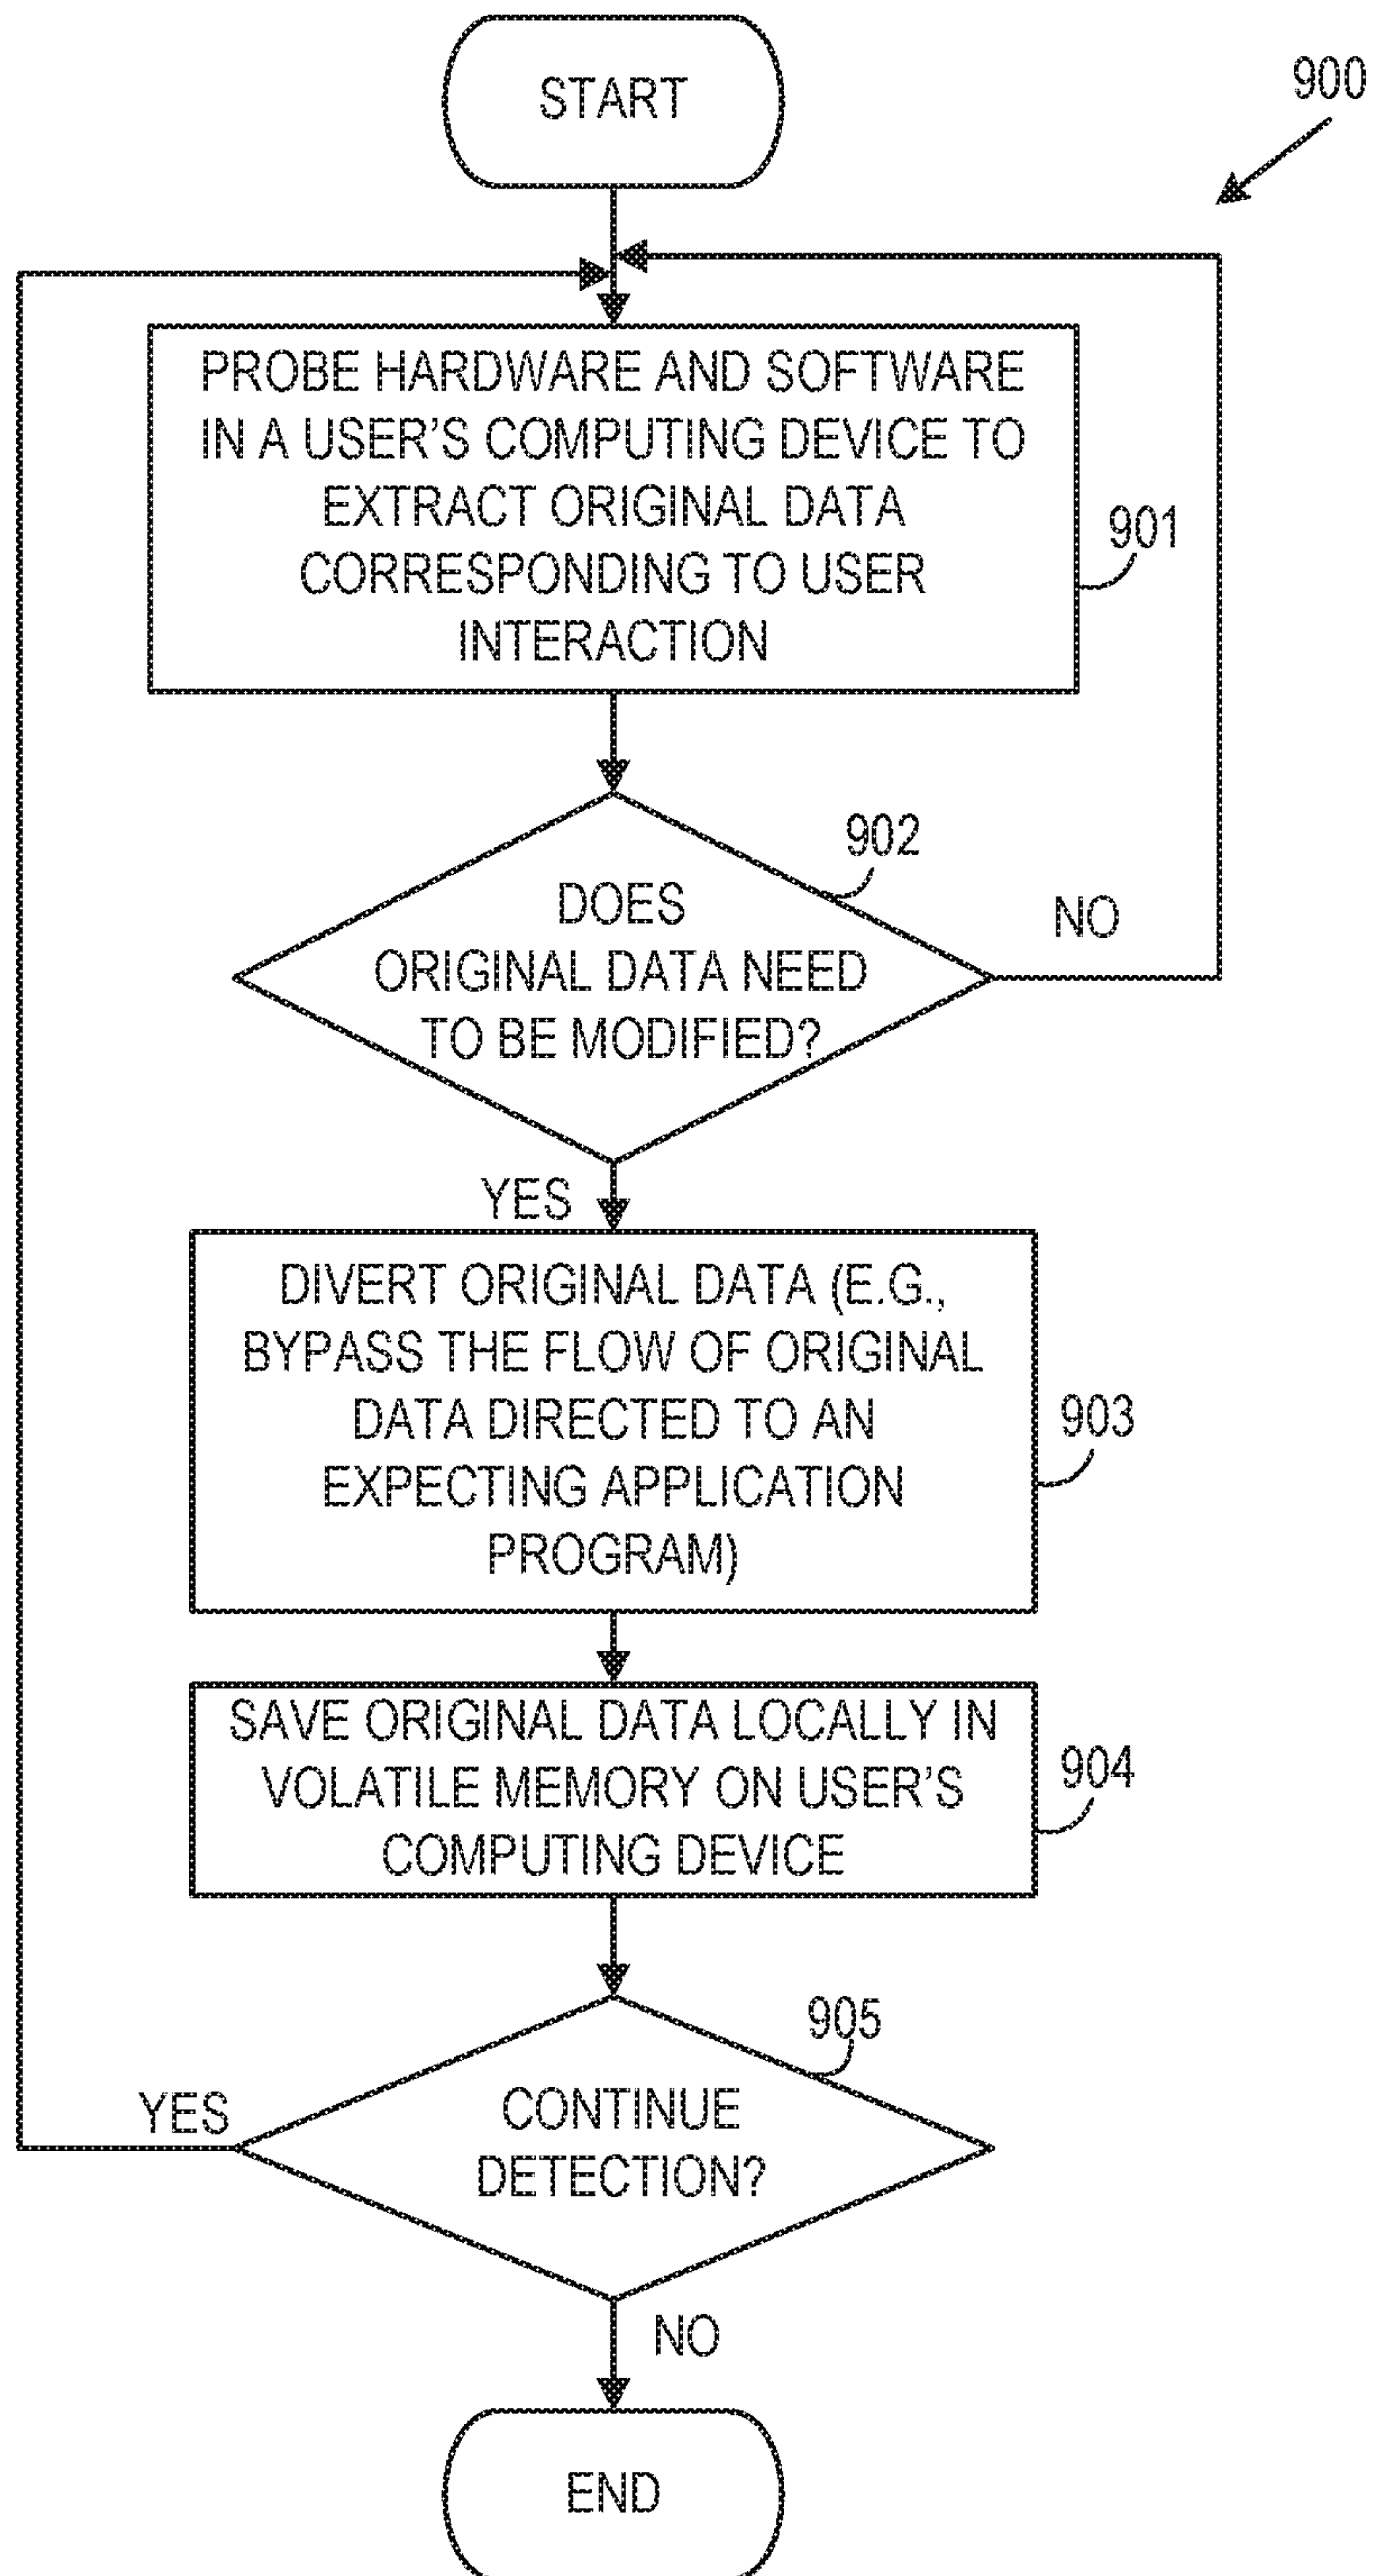 START
900
PROBE HARDWARE AND SOFTWARE
IN A USER'S COMPUTING DEVICE TO
EXTRACT ORIGINAL DATA
CORRESPONDING TO USER
INTERACTION
901
902
DOES
ORIGINAL DATA NEED
TO BE MODIFIED?
NO
YES
DIVERT ORIGINAL DATA (E.G.,
BYPASS THE FLOW OF ORIGINAL
DATA DIRECTED TO AN
EXPECTING APPLICATION
PROGRAM)
903
SAVE ORIGINAL DATA LOCALLY IN
VOLATILE MEMORY ON USER'S
COMPUTING DEVICE
904
905
CONTINUE
DETECTION?
YES
NO
END